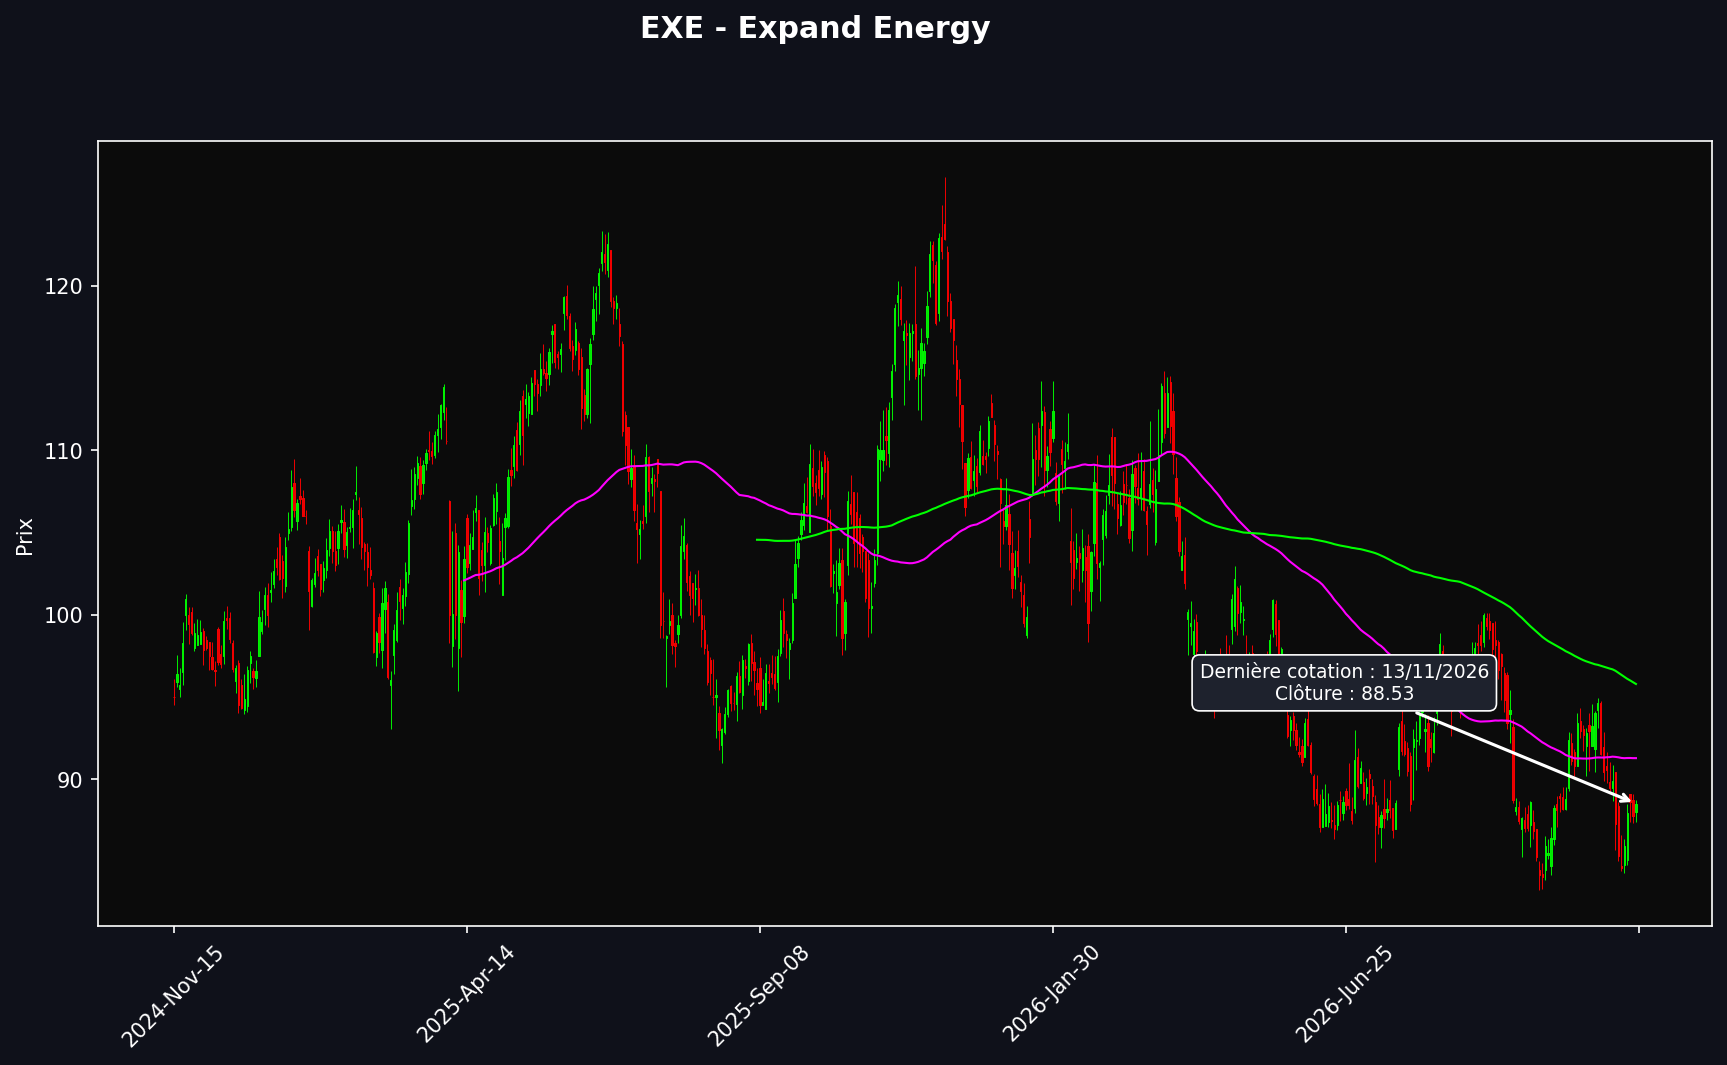 EXE - Expand Energy
Prix
120
110
100
90
Dernière cotation : 13/11/2026
Clôture : 88.53
2024-Nov-15
2025-Apr-14
2025-Sep-08
2026-Jan-30
2026-Jun-25